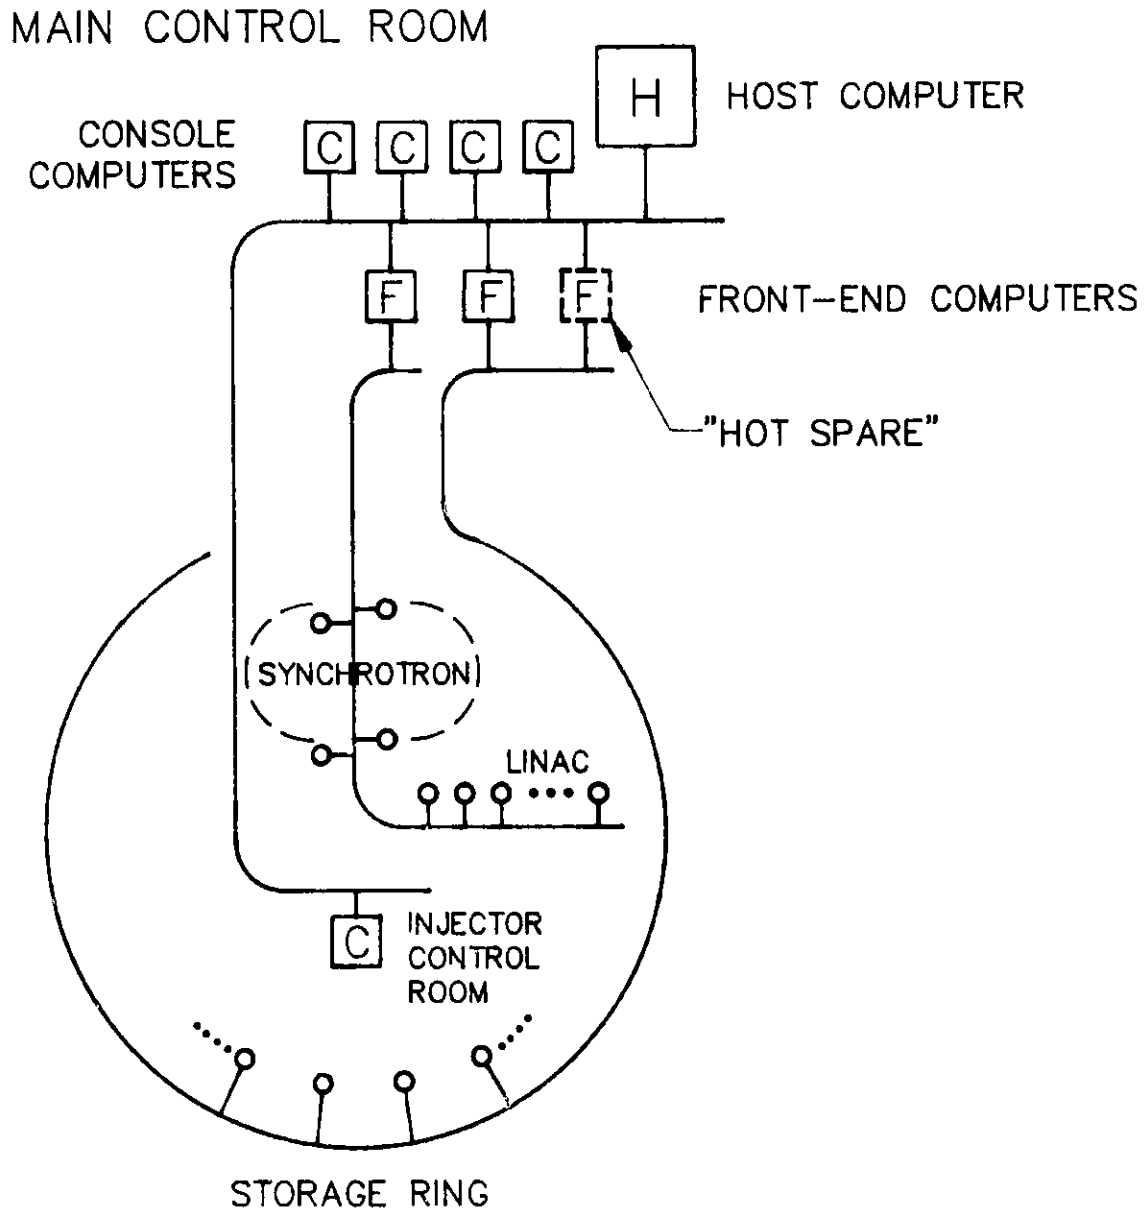 MAIN CONTROL ROOM
H
HOST COMPUTER
CONSOLE
COMPUTERS
C C C C
F F F
FRONT-END COMPUTERS
"HOT SPARE"
SYNCHROTRON
LINAC
C
INJECTOR
CONTROL
ROOM
STORAGE RING